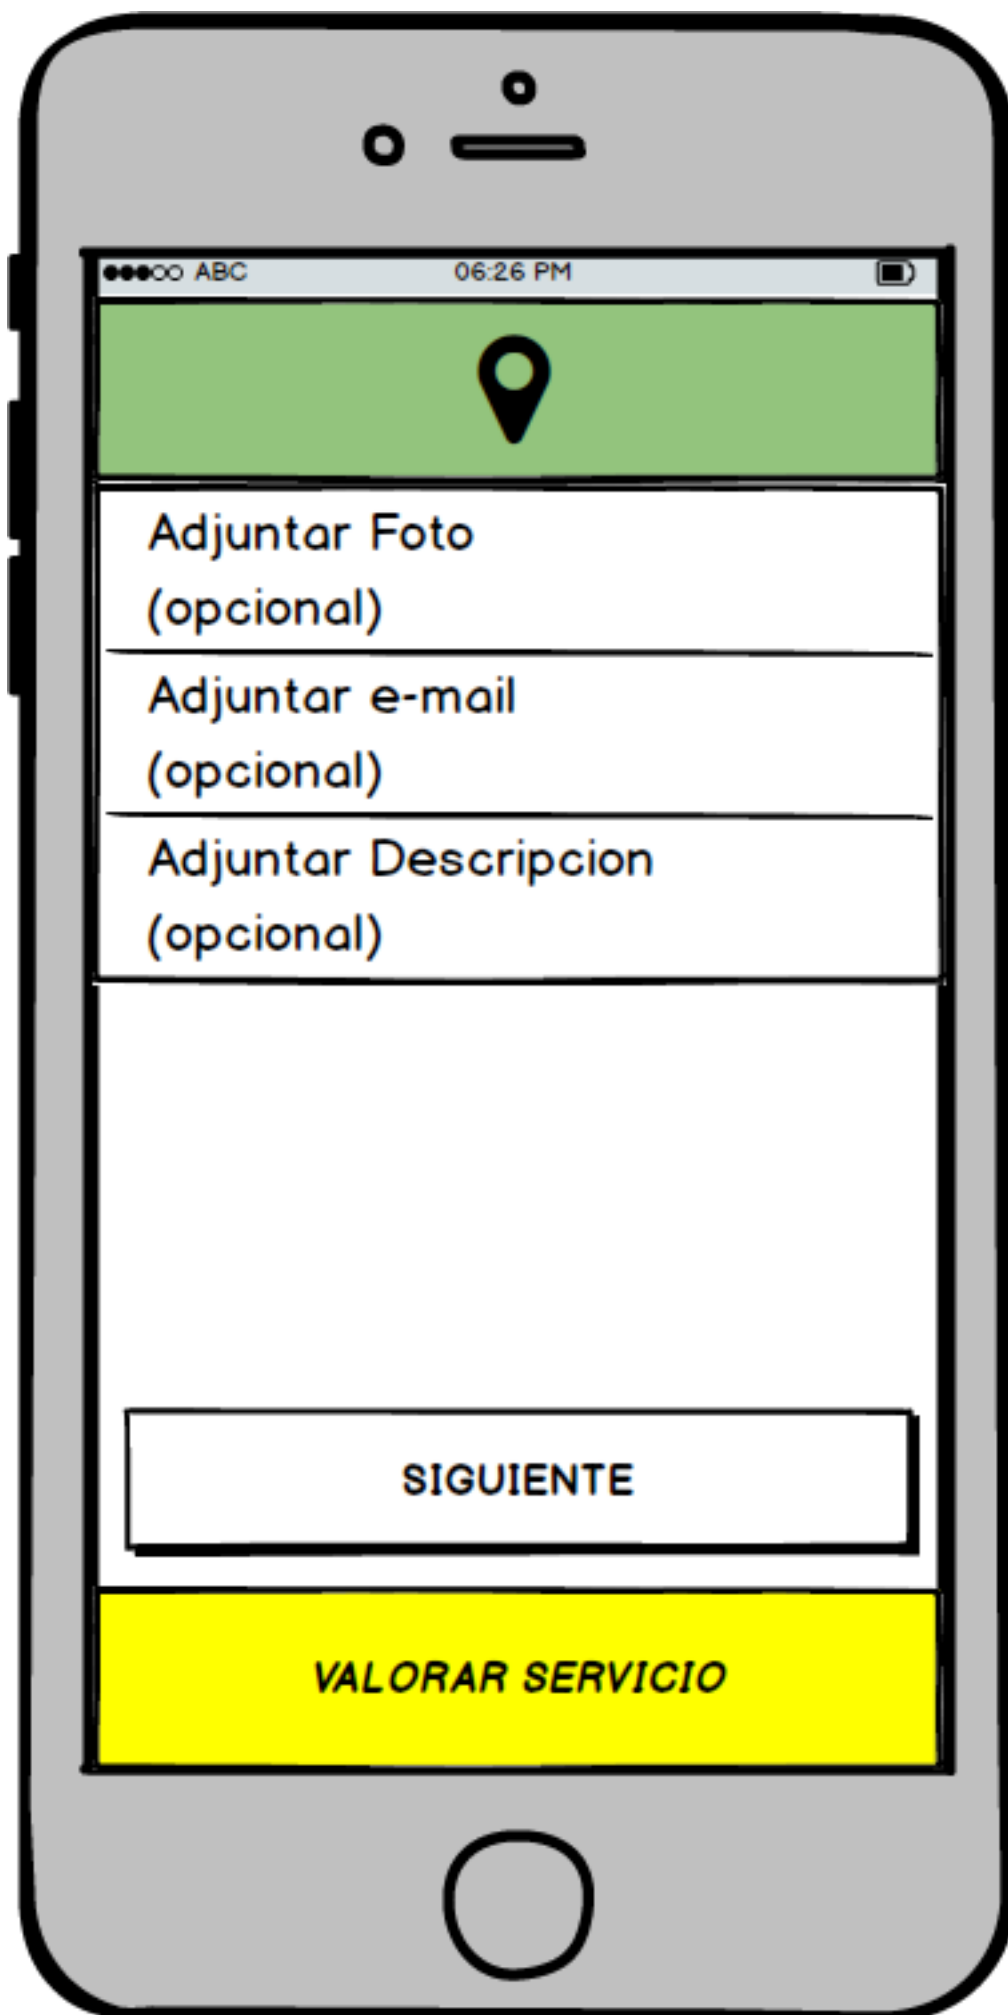 ABC 06:26 PM
Adjuntar Foto
(opcional)
Adjuntar e-mail
(opcional)
Adjuntar Descripcion
(opcional)
SIGUIENTE
VALORAR SERVICIO